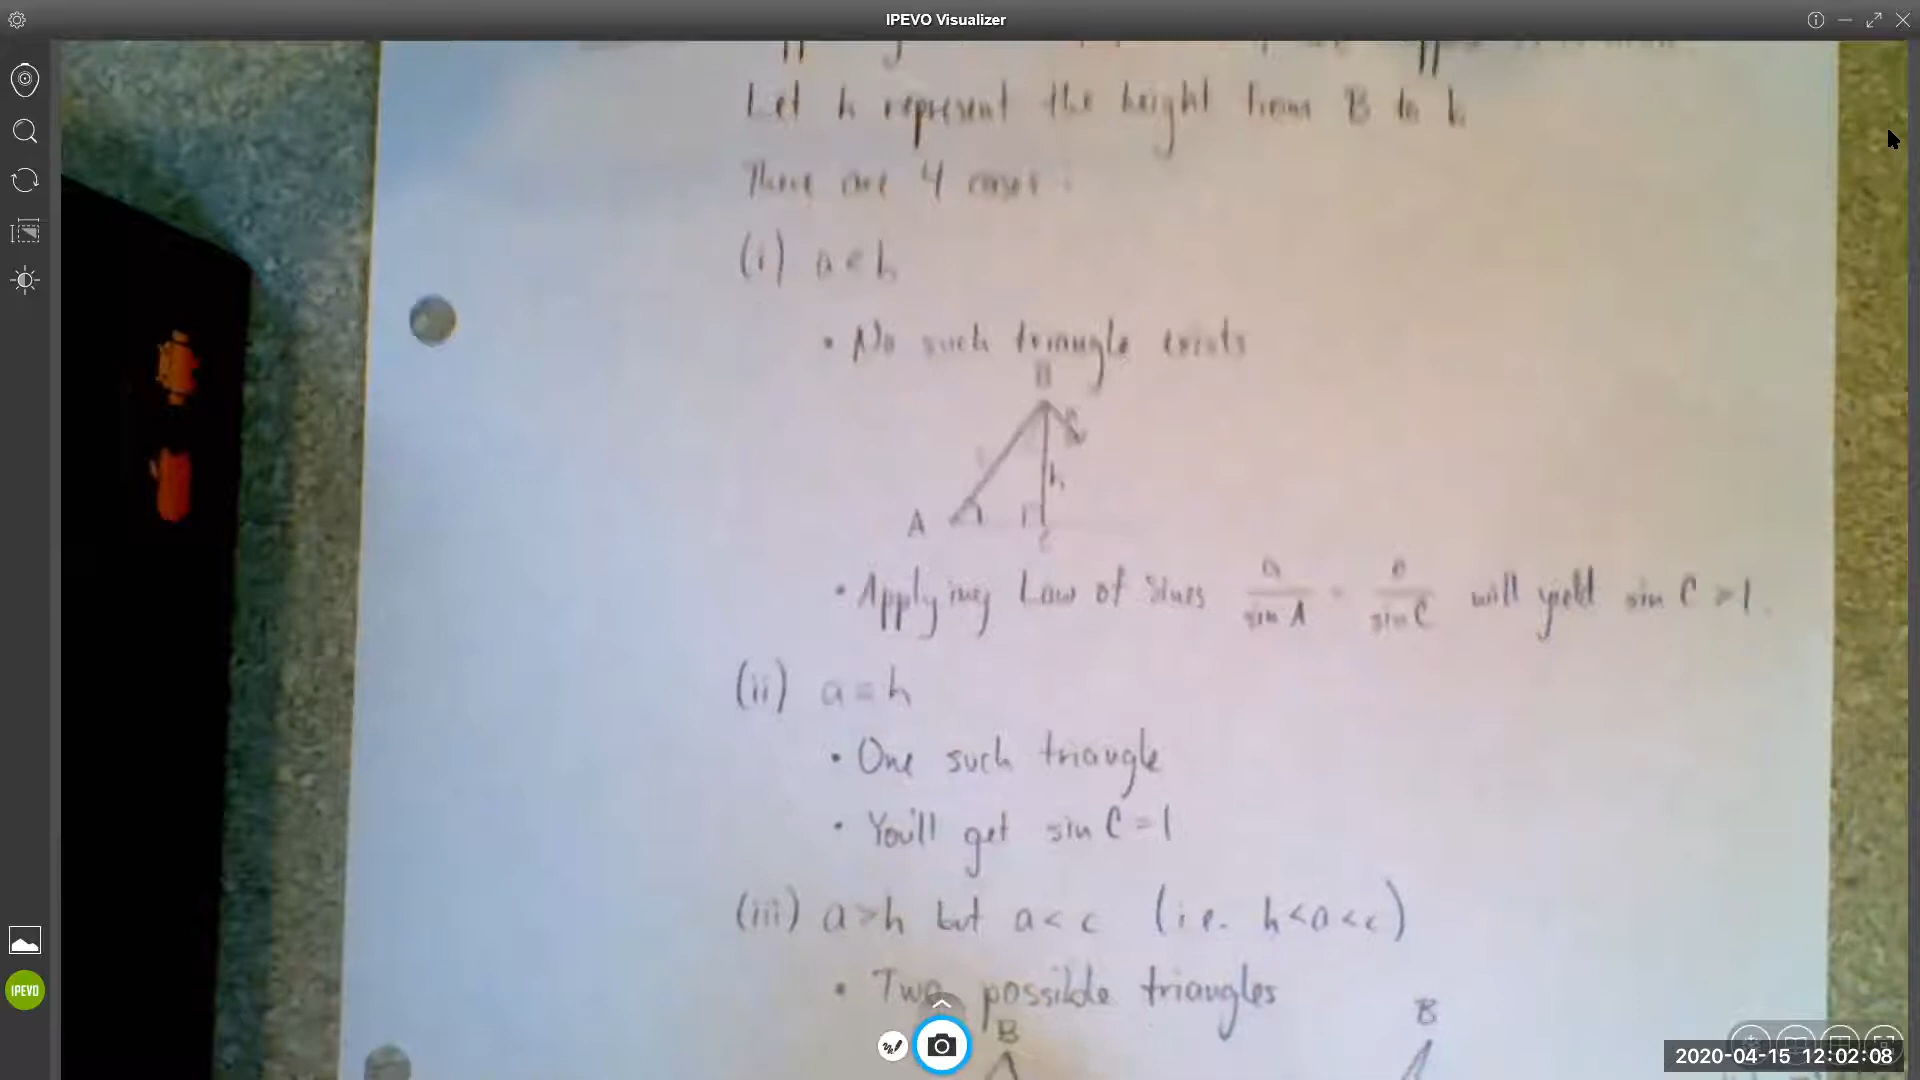 IPEVO Visualizer
Let h represent the height from B to b
There are 4 cases:
(i) a < h
• No such triangle exists
B
h
A
• Applying Law of Sines a/sin A = c/sin C will yield sin C > 1.
(ii) a = h
• One such triangle
• You'll get sin C = 1
(iii) a > h but a < c (i.e. h < a < c)
• Two possible triangles
B B
IPEVO
2020-04-15 12:02:08